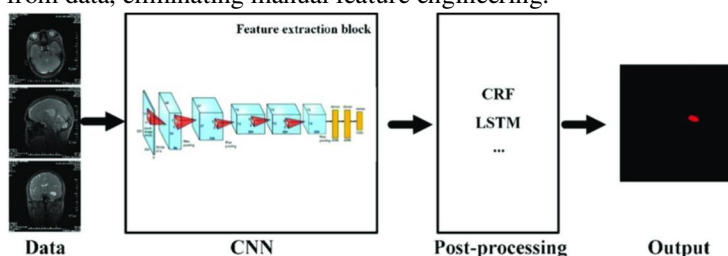 from data, eliminating manual feature engineering.
Feature extraction block
CRF
LSTM
...
Data
CNN
Post-processing
Output